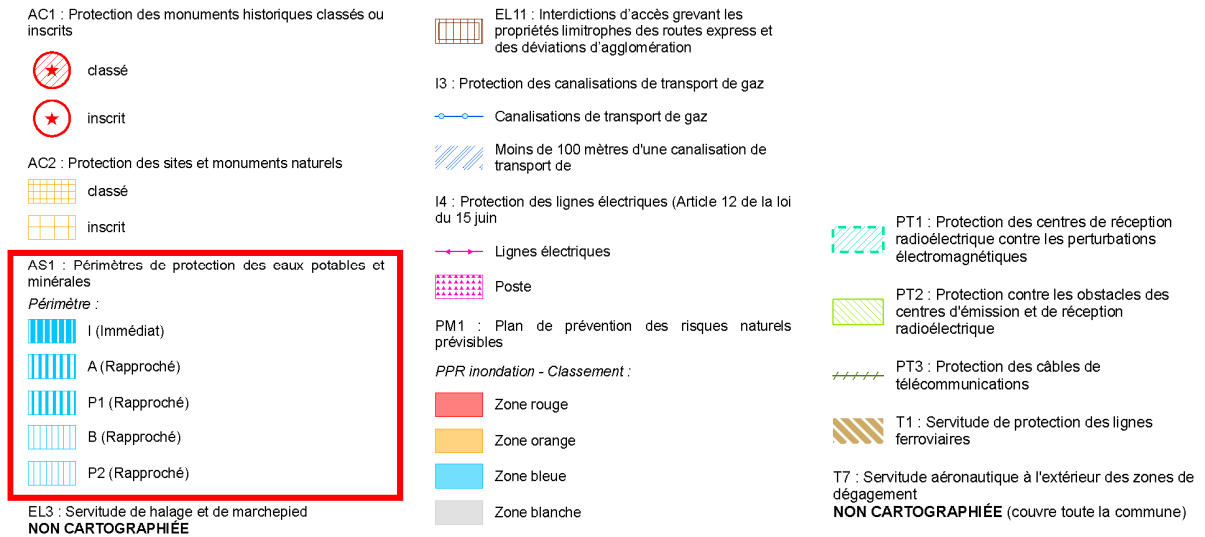 AC1 : Protection des monuments historiques classés ou
inscrits
classé
inscrit
AC2 : Protection des sites et monuments naturels
classé
inscrit
AS1 : Périmètres de protection des eaux potables et
minérales
Périmètre :
I (Immédiat)
A (Rapproché)
P1 (Rapproché)
B (Rapproché)
P2 (Rapproché)
EL3 : Servitude de halage et de marchepied
NON CARTOGRAPHIÉE
EL11 : Interdictions d'accès grevant les
propriétés limitrophes des routes express et
des déviations d'agglomération
I3 : Protection des canalisations de transport de gaz
Canalisations de transport de gaz
Moins de 100 mètres d'une canalisation de
transport de
I4 : Protection des lignes électriques (Article 12 de la loi
du 15 juin
Lignes électriques
Poste
PM1 : Plan de prévention des risques naturels
prévisibles
PPR inondation - Classement :
Zone rouge
Zone orange
Zone bleue
Zone blanche
PT1 : Protection des centres de réception
radioélectrique contre les perturbations
électromagnétiques
PT2 : Protection contre les obstacles des
centres d'émission et de réception
radioélectrique
PT3 : Protection des câbles de
télécommunications
T1 : Servitude de protection des lignes
ferroviaires
T7 : Servitude aéronautique à l'extérieur des zones de
dégagement
NON CARTOGRAPHIÉE (couvre toute la commune)